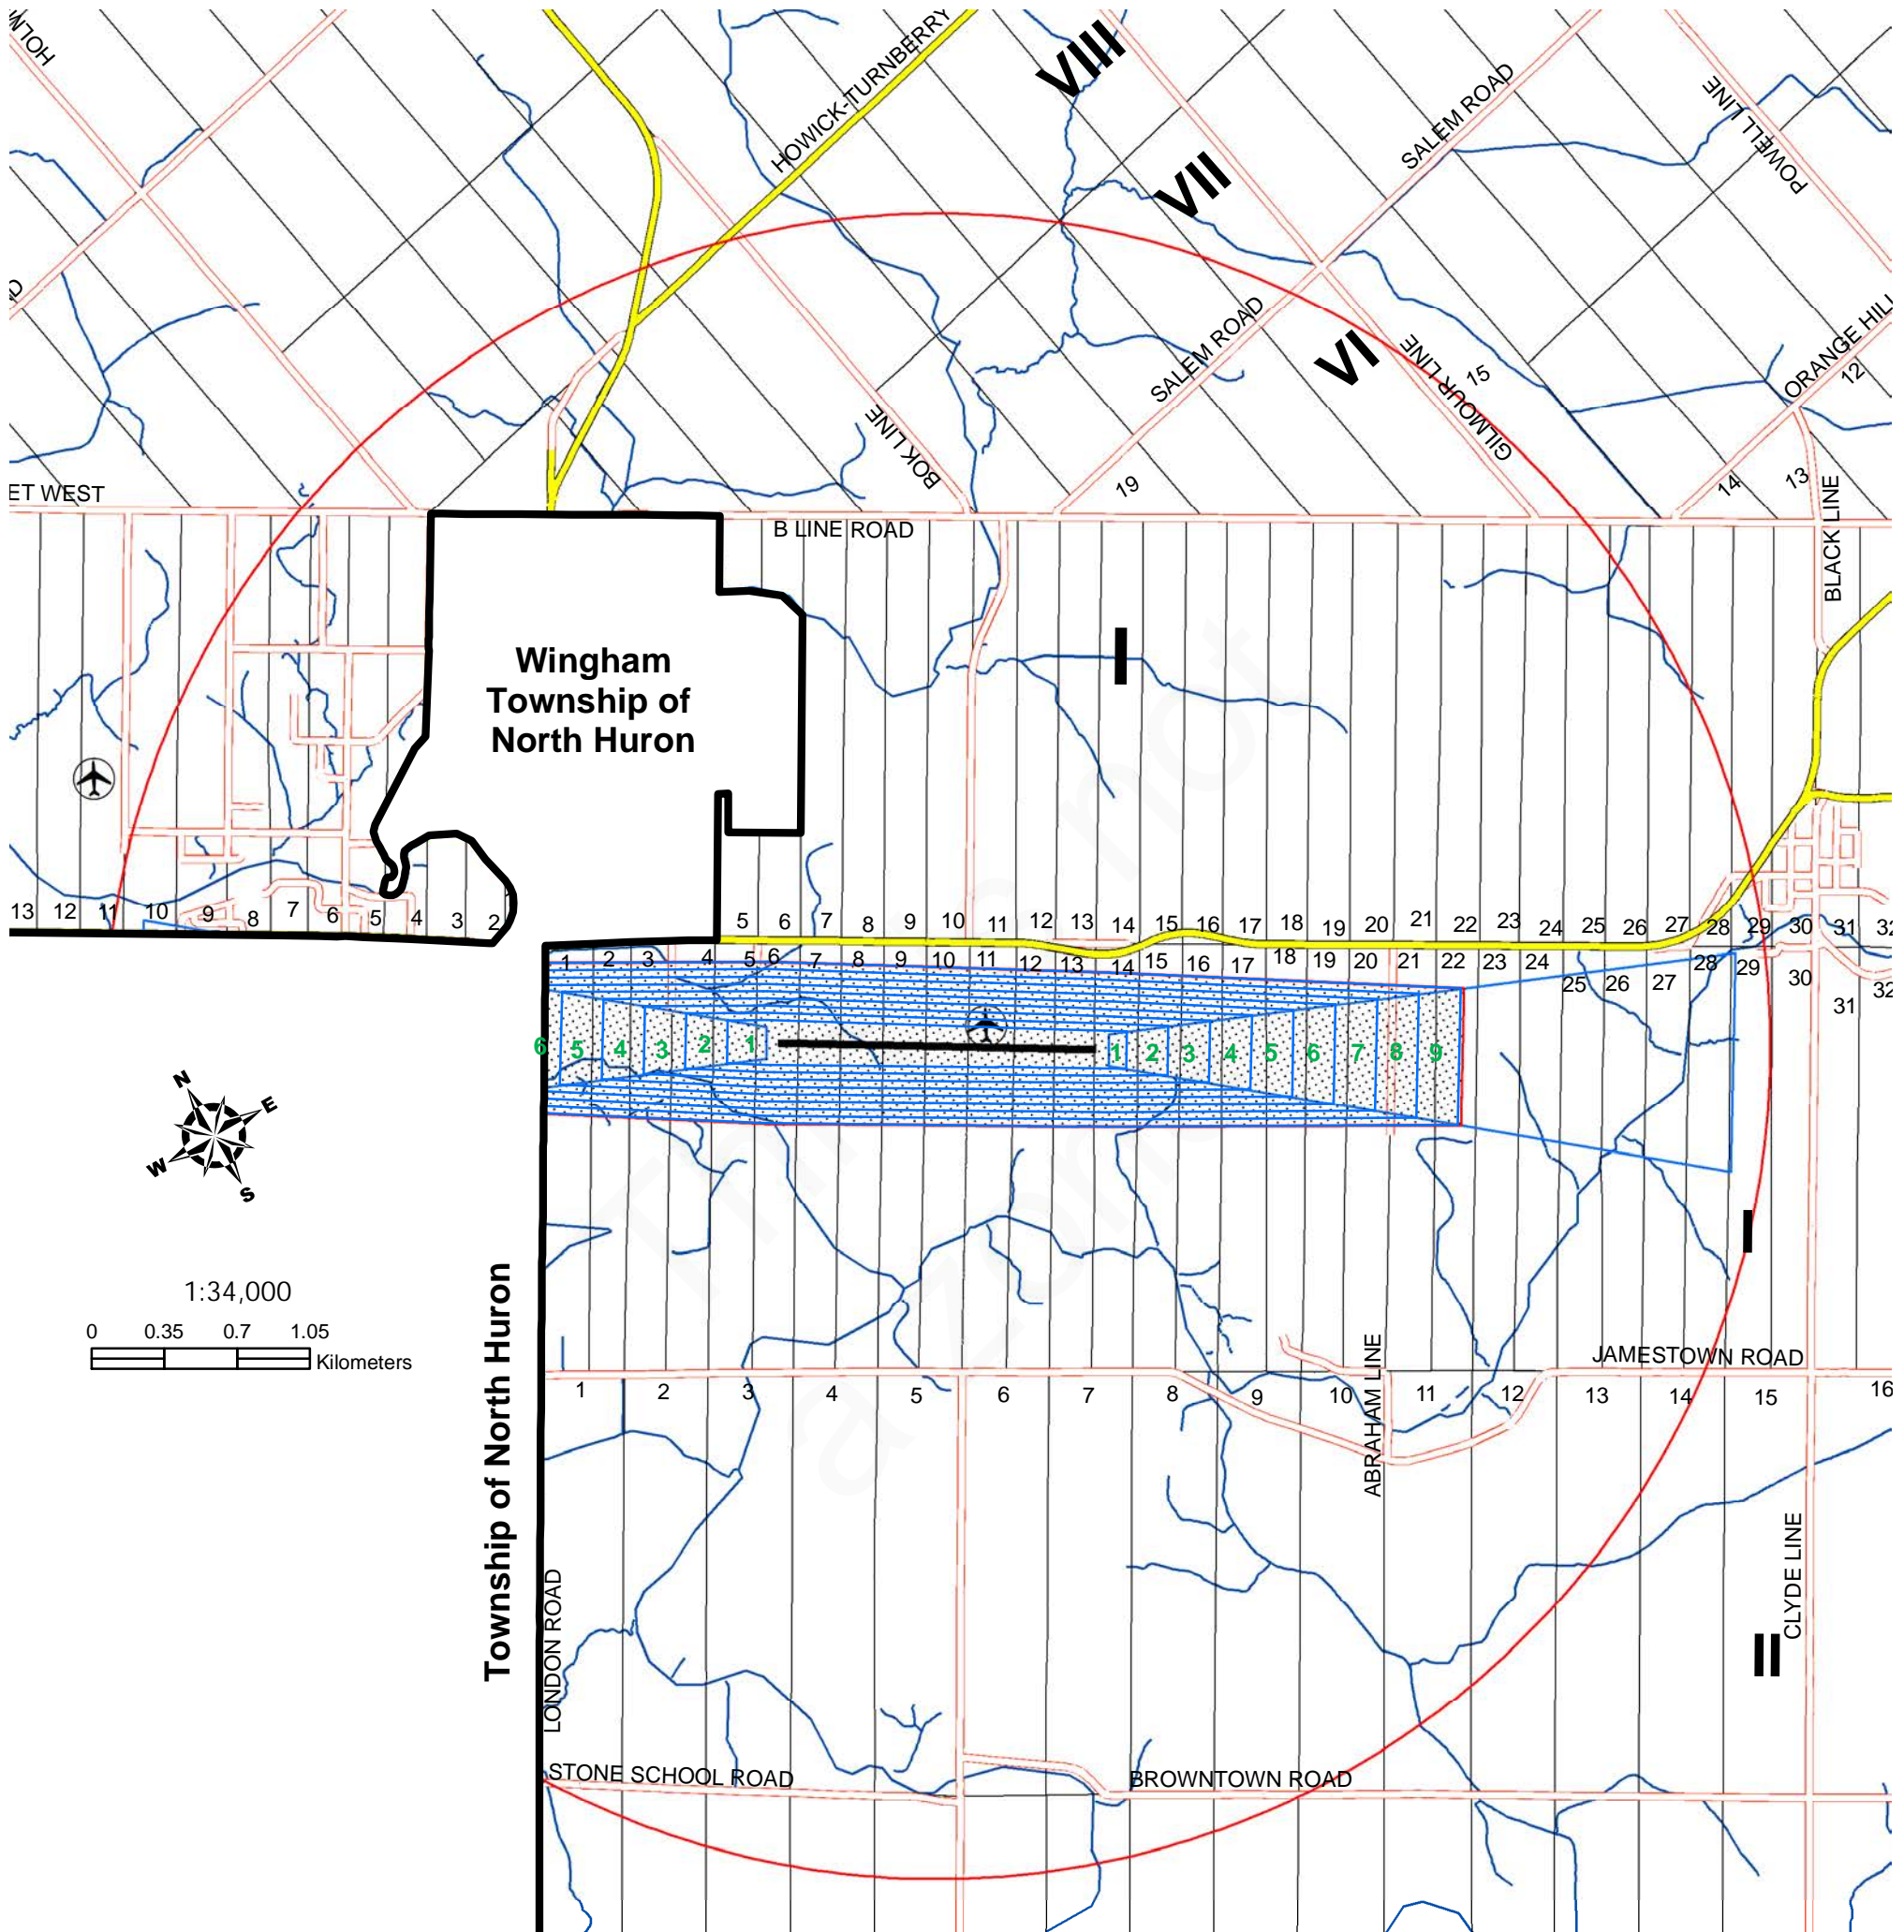 HOLM
HOWICK-TURNBERRY
VIII
VII
VI
SALEM ROAD
POWELL LINE
SALEM ROAD
GILMOUR LINE
15
ORANGE HILL
12
BOK LINE
19
14
13
BLACK LINE
ET WEST
B LINE ROAD
D
Wingham
Township of
North Huron
I
13 12 11 10 9 8 7 6 5 4 3 2
5 6 7 8 9 10 11 12 13 14 15 16 17 18 19 20 21 22 23 24 25 26 27 28 29 30 31 32
1 2 3 4 5 6 7 8 9 10 11 12 13 14 15 16 17 18 19 20 21 22 23 24 25 26 27 28 29 30 31 32
6 5 4 3 2 1
1 2 3 4 5 6 7 8 9
N
E
W
S
I
1:34,000
0 0.35 0.7 1.05
Kilometers
Township of North Huron
JAMESTOWN ROAD
1 2 3 4 5 6 7 8 9 10 11 12 13 14 15 16
ABRAHAM LINE
CLYDE LINE
II
LONDON ROAD
STONE SCHOOL ROAD
BROWNTOWN ROAD